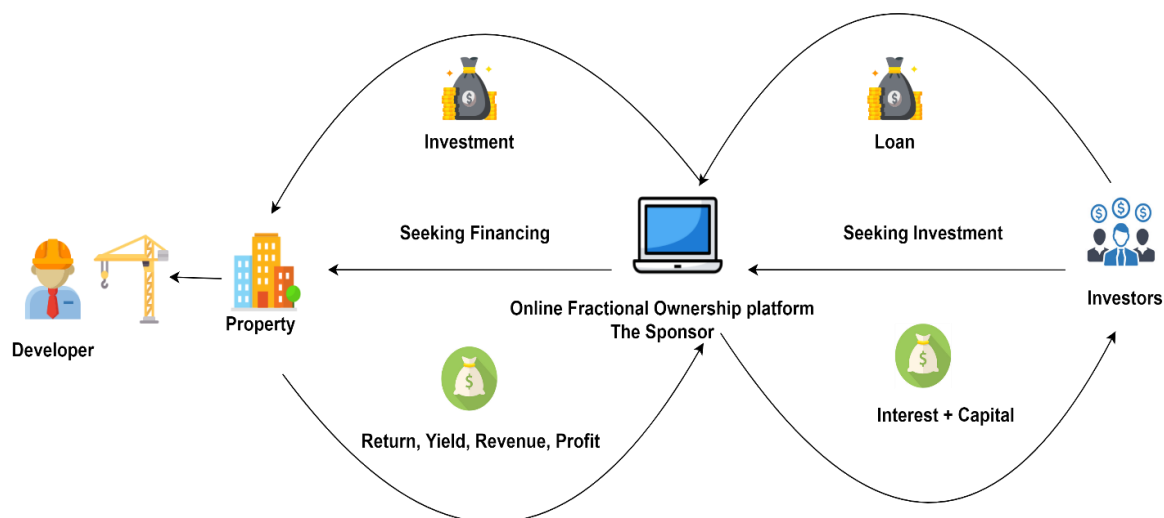 Investment
Loan
Seeking Financing
Seeking Investment
Developer
Property
Online Fractional Ownership platform
The Sponsor
Investors
Return, Yield, Revenue, Profit
Interest + Capital